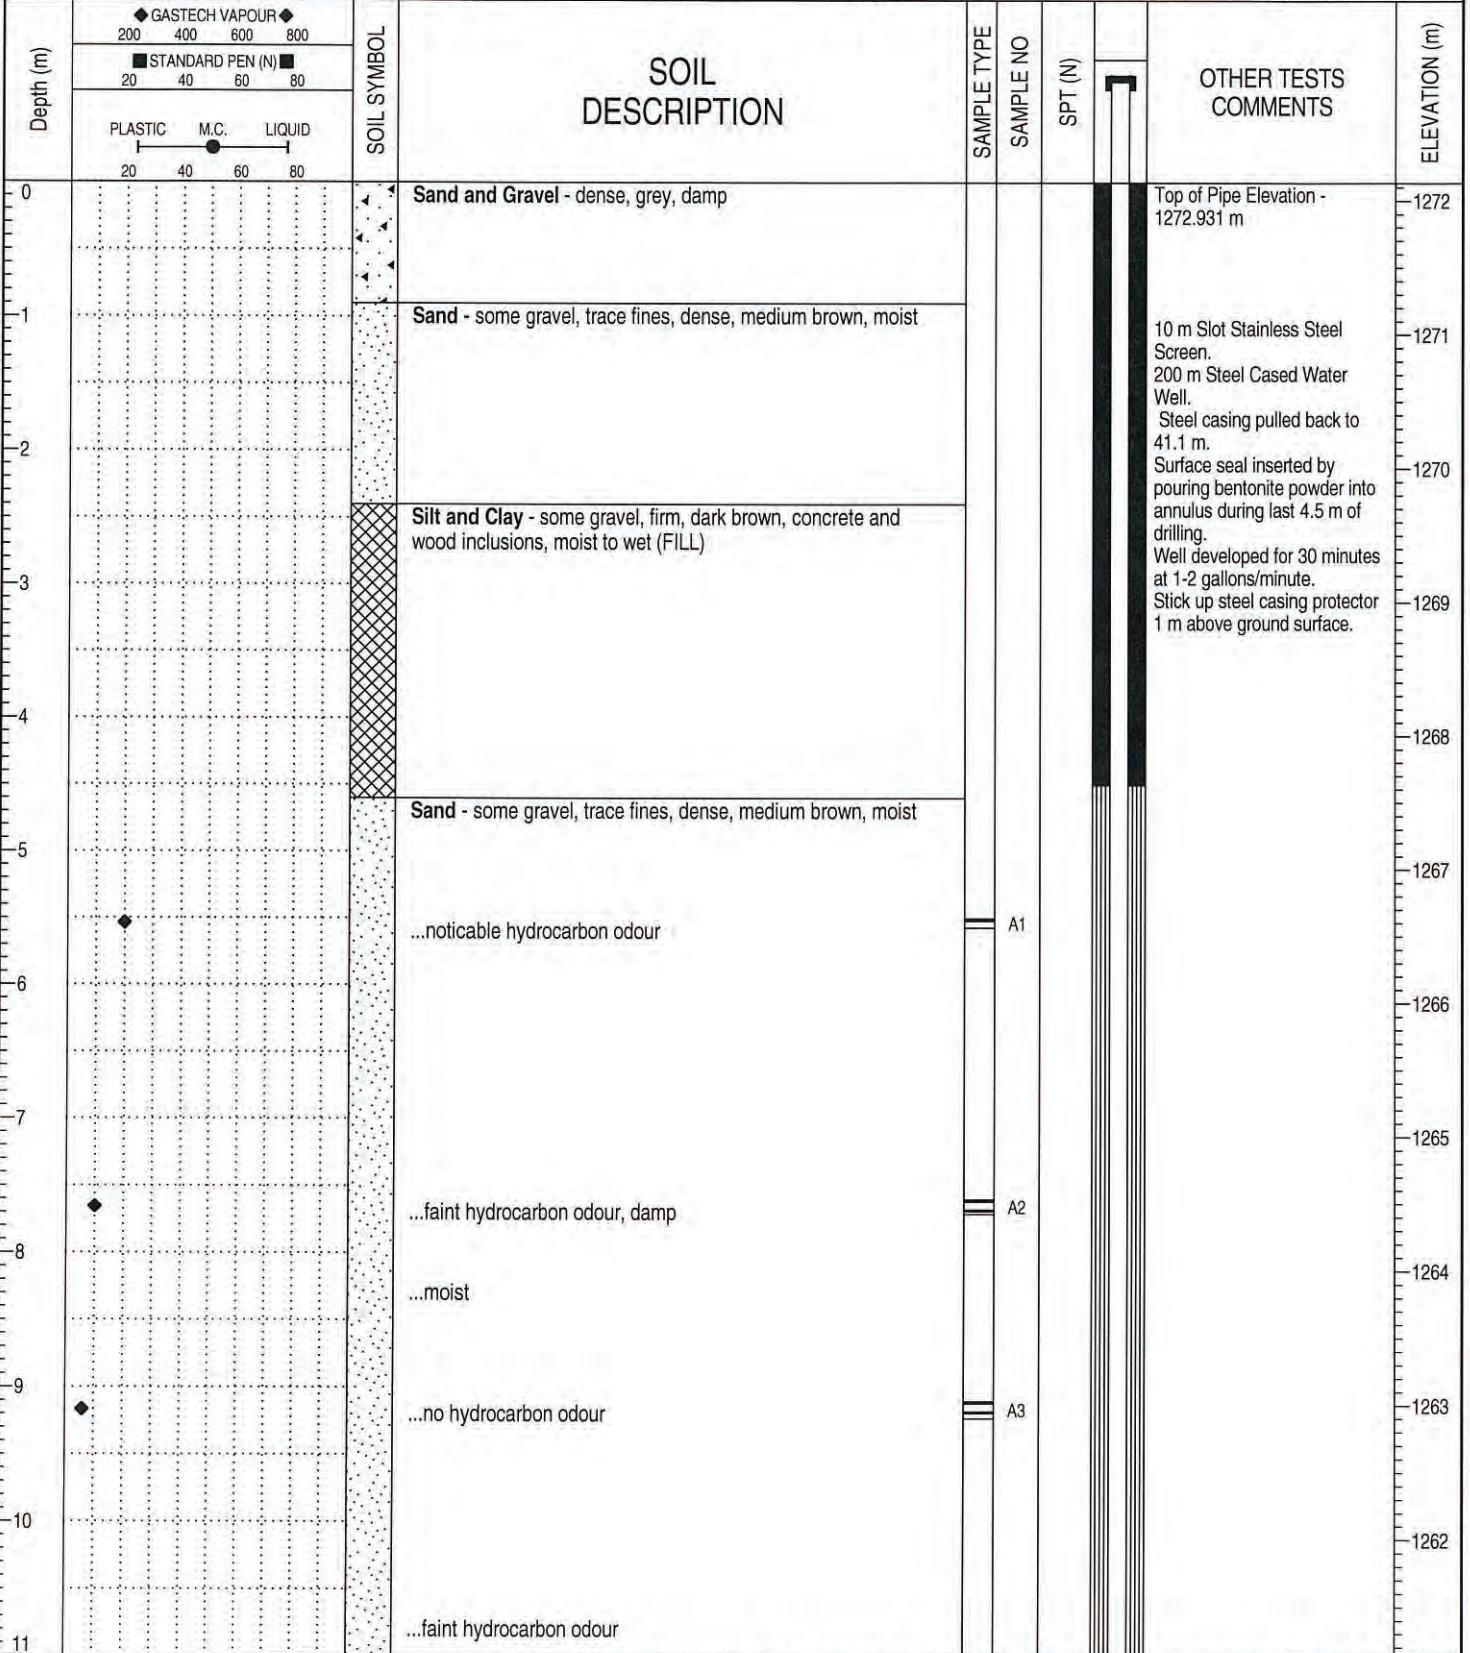 ◆ GASTECH VAPOUR ◆
200 400 600 800
■ STANDARD PEN (N) ■
20 40 60 80
PLASTIC M.C. LIQUID
20 40 60 80
Depth (m)
SOIL SYMBOL
SOIL
DESCRIPTION
SAMPLE TYPE
SAMPLE NO
SPT (N)
OTHER TESTS
COMMENTS
ELEVATION (m)
0
Sand and Gravel - dense, grey, damp
Top of Pipe Elevation -
1272.931 m
1272
1
Sand - some gravel, trace fines, dense, medium brown, moist
10 m Slot Stainless Steel
Screen.
200 m Steel Cased Water
Well.
Steel casing pulled back to
41.1 m.
Surface seal inserted by
pouring bentonite powder into
annulus during last 4.5 m of
drilling.
Well developed for 30 minutes
at 1-2 gallons/minute.
Stick up steel casing protector
1 m above ground surface.
1271
2
1270
Silt and Clay - some gravel, firm, dark brown, concrete and
wood inclusions, moist to wet (FILL)
3
1269
4
1268
Sand - some gravel, trace fines, dense, medium brown, moist
5
1267
...noticable hydrocarbon odour
A1
6
1266
7
1265
...faint hydrocarbon odour, damp
A2
8
1264
...moist
9
1263
...no hydrocarbon odour
A3
10
1262
...faint hydrocarbon odour
11